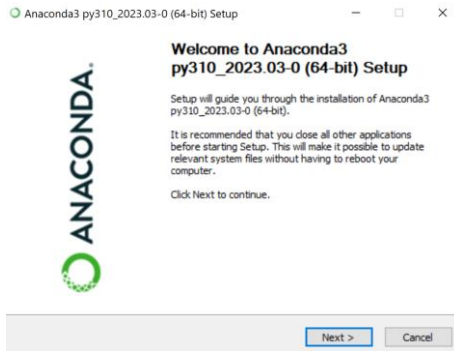 Anaconda3 py310_2023.03-0 (64-bit) Setup
Welcome to Anaconda3
py310_2023.03-0 (64-bit) Setup
Setup will guide you through the installation of Anaconda3
py310_2023.03-0 (64-bit).
It is recommended that you close all other applications
before starting Setup. This will make it possible to update
relevant system files without having to reboot your
computer.
Click Next to continue.
ANACONDA.
Next >
Cancel